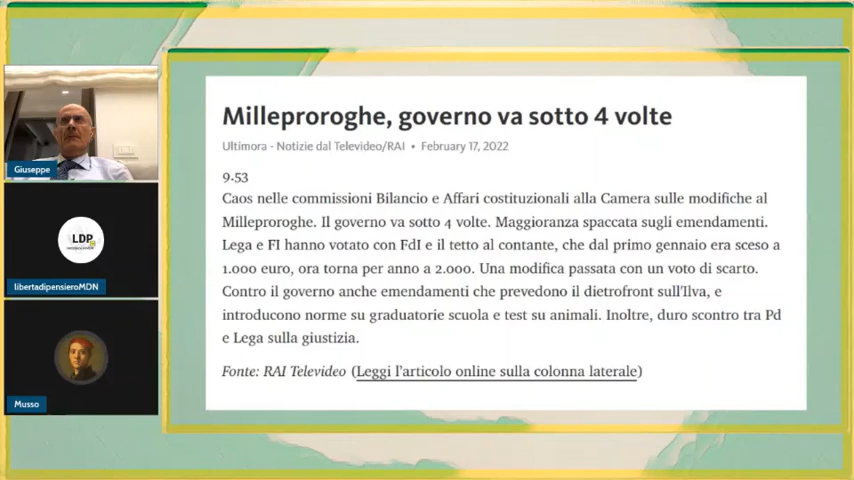 Milleproroghe, governo va sotto 4 volte
Ultimora - Notizie dal Televideo/RAI • February 17, 2022
9.53
Caos nelle commissioni Bilancio e Affari costituzionali alla Camera sulle modifiche al
Milleproroghe. Il governo va sotto 4 volte. Maggioranza spaccata sugli emendamenti.
Lega e FI hanno votato con FdI e il tetto al contante, che dal primo gennaio era sceso a
1.000 euro, ora torna per anno a 2.000. Una modifica passata con un voto di scarto.
Contro il governo anche emendamenti che prevedono il dietrofront sull'Ilva, e
introducono norme su graduatorie scuola e test su animali. Inoltre, duro scontro tra Pd
e Lega sulla giustizia.
Fonte: RAI Televideo (Leggi l'articolo online sulla colonna laterale)
Giuseppe
LDP
libertadipensieroMDN
Musso